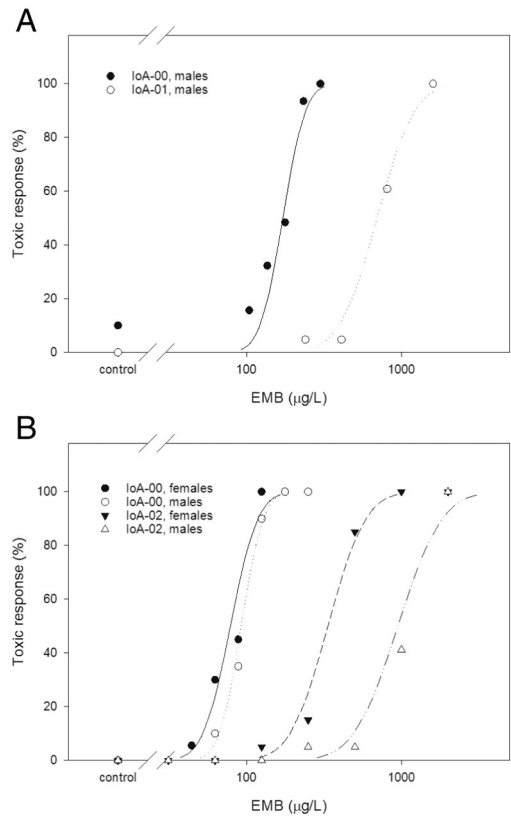 A
IoA-00, males
IoA-01, males
100
80
60
40
20
0
Toxic response (%)
control
100
1000
EMB (μg/L)
B
IoA-00, females
IoA-00, males
IoA-02, females
IoA-02, males
100
80
60
40
20
0
Toxic response (%)
control
100
1000
EMB (μg/L)